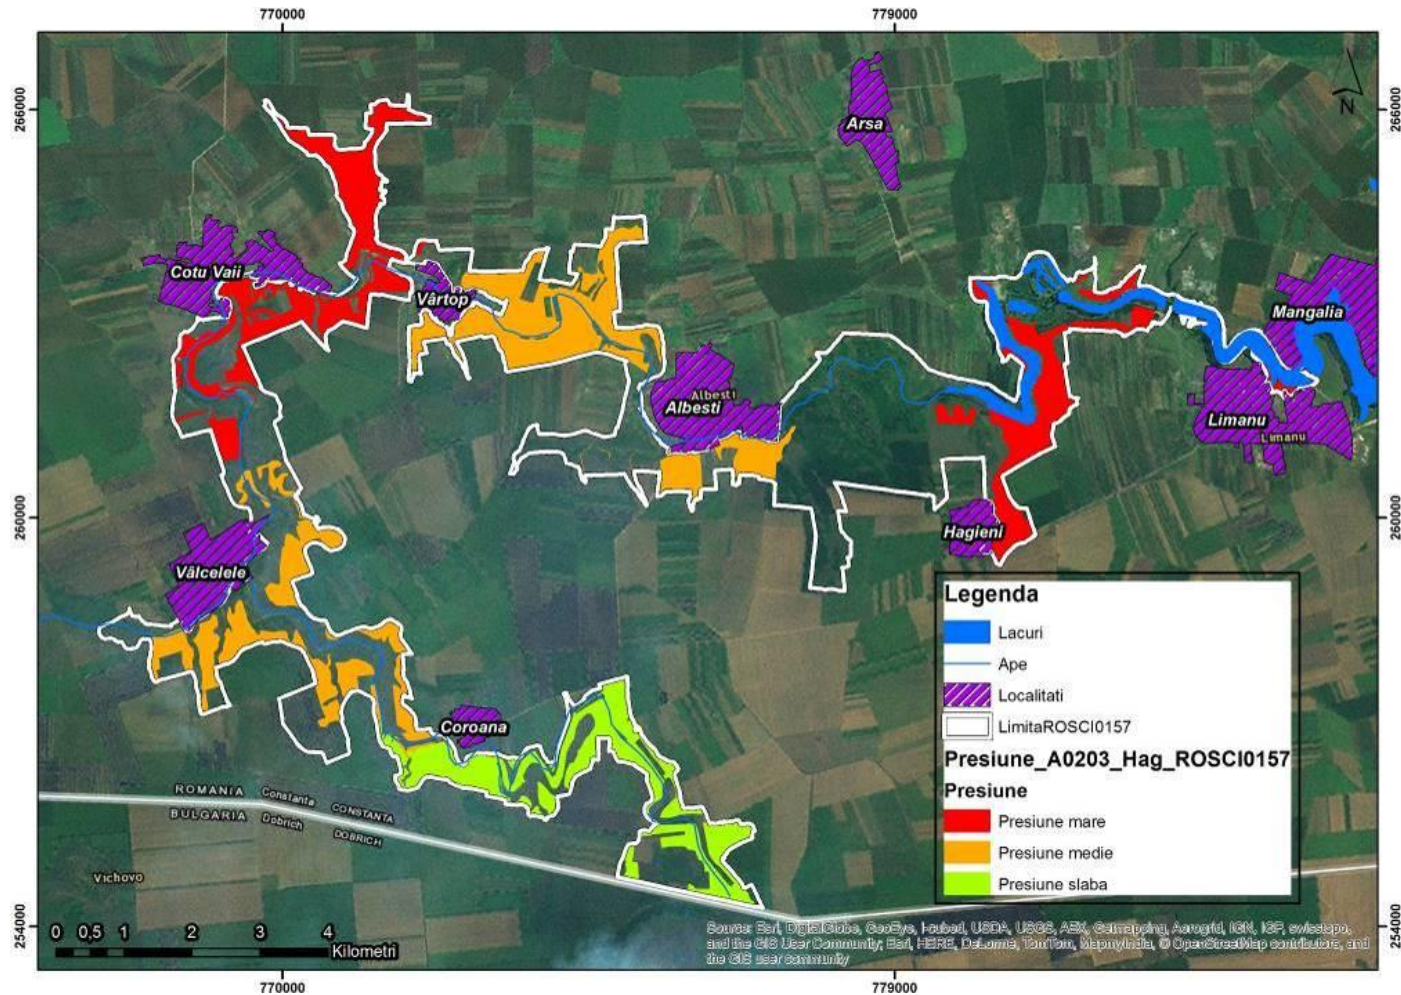 770000
779000
266000
266000
N
Arsa
Cotu Vaii
Vârtop
Mangalia
Albesti
Albesti
Limanu
Limanu
260000
260000
Hagieni
Vâlcelele
Legenda
Lacuri
Ape
Localitati
LimitaROSCI0157
Presiune_A0203_Hag_ROSCI0157
Presiune
Presiune mare
Presiune medie
Presiune slaba
Coroana
ROMANIA Constanta CONSTANTA
BULGARIA Dobrich DOBRICH
Vichovo
254000
254000
0 0,5 1 2 3 4
Kilometri
Source: Esri, DigitalGlobe, GeoEye, i-cubed, USDA, USGS, AEX, Getmapping, Aerogrid, IGN, IGP, swisstopo,
and the GIS User Community; Esri, HERE, DeLorme, TomTom, MapmyIndia, © OpenStreetMap contributors, and
the GIS user community
770000
779000